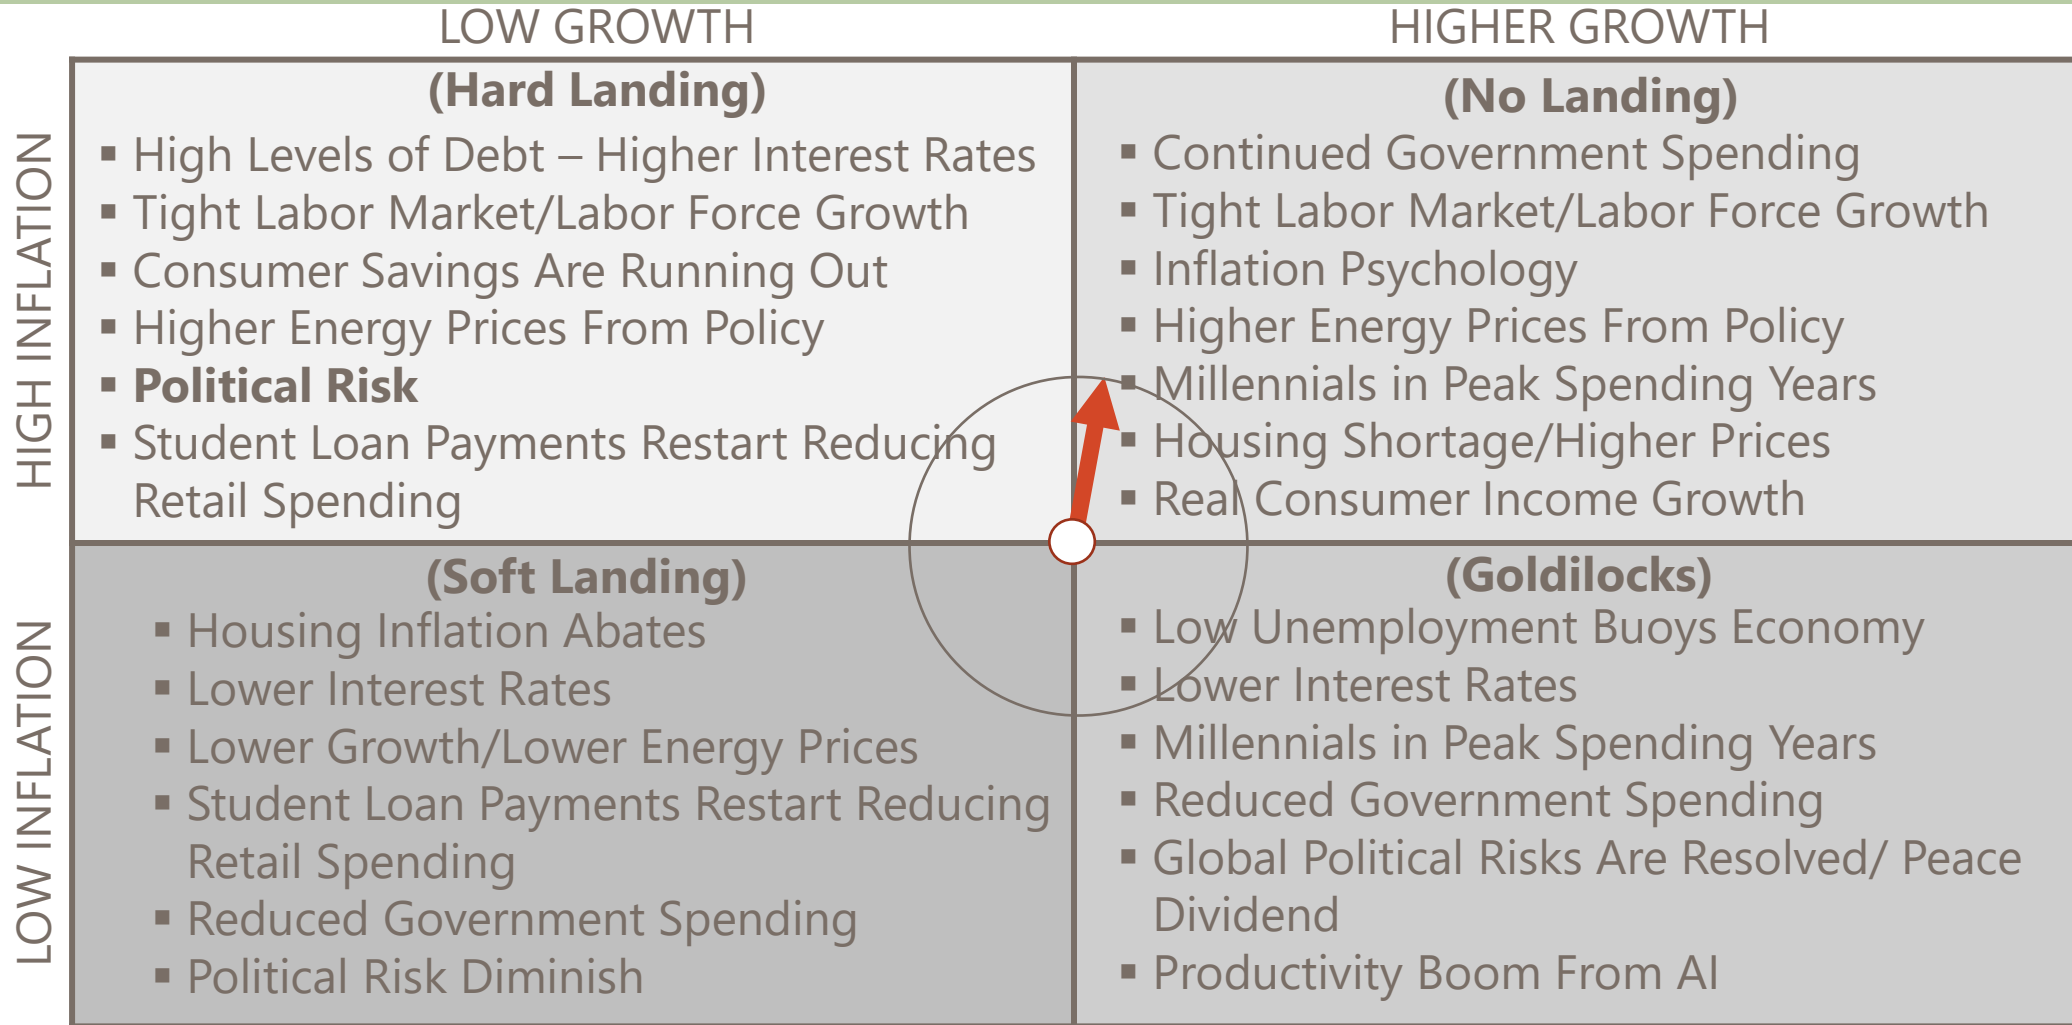 LOW GROWTH
HIGHER GROWTH
HIGH INFLATION
(Hard Landing)
▪ High Levels of Debt – Higher Interest Rates
▪ Tight Labor Market/Labor Force Growth
▪ Consumer Savings Are Running Out
▪ Higher Energy Prices From Policy
▪ Political Risk
▪ Student Loan Payments Restart Reducing
Retail Spending
(No Landing)
▪ Continued Government Spending
▪ Tight Labor Market/Labor Force Growth
▪ Inflation Psychology
▪ Higher Energy Prices From Policy
▪ Millennials in Peak Spending Years
▪ Housing Shortage/Higher Prices
▪ Real Consumer Income Growth
LOW INFLATION
(Soft Landing)
▪ Housing Inflation Abates
▪ Lower Interest Rates
▪ Lower Growth/Lower Energy Prices
▪ Student Loan Payments Restart Reducing
Retail Spending
▪ Reduced Government Spending
▪ Political Risk Diminish
(Goldilocks)
▪ Low Unemployment Buoys Economy
▪ Lower Interest Rates
▪ Millennials in Peak Spending Years
▪ Reduced Government Spending
▪ Global Political Risks Are Resolved/ Peace
Dividend
▪ Productivity Boom From AI